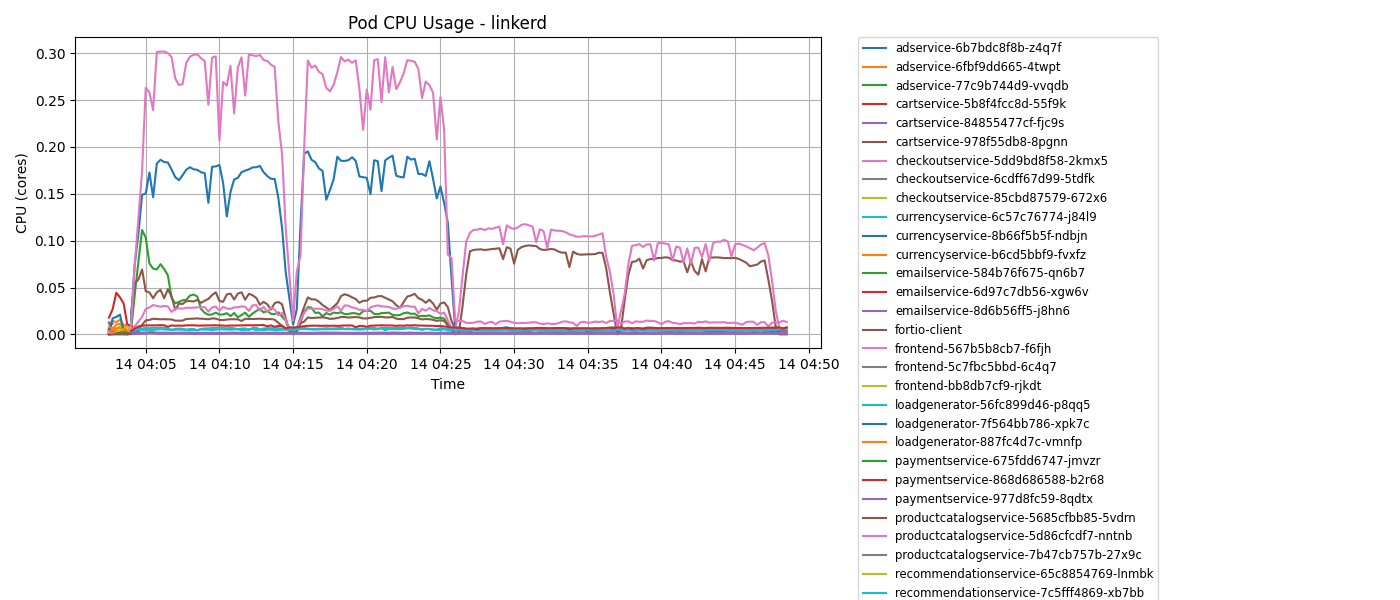 Pod CPU Usage - linkerd
CPU (cores)
0.30
0.25
0.20
0.15
0.10
0.05
0.00
14 04:05 14 04:10 14 04:15 14 04:20 14 04:25 14 04:30 14 04:35 14 04:40 14 04:45 14 04:50
Time
adservice-6b7bdc8f8b-z4q7f
adservice-6fbf9dd665-4twpt
adservice-77c9b744d9-vvqdb
cartservice-5b8f4fcc8d-55f9k
cartservice-84855477cf-fjc9s
cartservice-978f55db8-8pgnn
checkoutservice-5dd9bd8f58-2kmx5
checkoutservice-6cdff67d99-5tdfk
checkoutservice-85cbd87579-672x6
currencyservice-6c57c76774-j84l9
currencyservice-8b66f5b5f-ndbjn
currencyservice-b6cd5bbf9-fvxfz
emailservice-584b76f675-qn6b7
emailservice-6d97c7db56-xgw6v
emailservice-8d6b56ff5-j8hn6
fortio-client
frontend-567b5b8cb7-f6fjh
frontend-5c7fbc5bbd-6c4q7
frontend-bb8db7cf9-rjkdt
loadgenerator-56fc899d46-p8qq5
loadgenerator-7f564bb786-xpk7c
loadgenerator-887fc4d7c-vmnfp
paymentservice-675fdd6747-jmvzr
paymentservice-868d686588-b2r68
paymentservice-977d8fc59-8qdtx
productcatalogservice-5685cfbb85-5vdrn
productcatalogservice-5d86cfcdf7-nntnb
productcatalogservice-7b47cb757b-27x9c
recommendationservice-65c8854769-lnmbk
recommendationservice-7c5fff4869-xb7bb